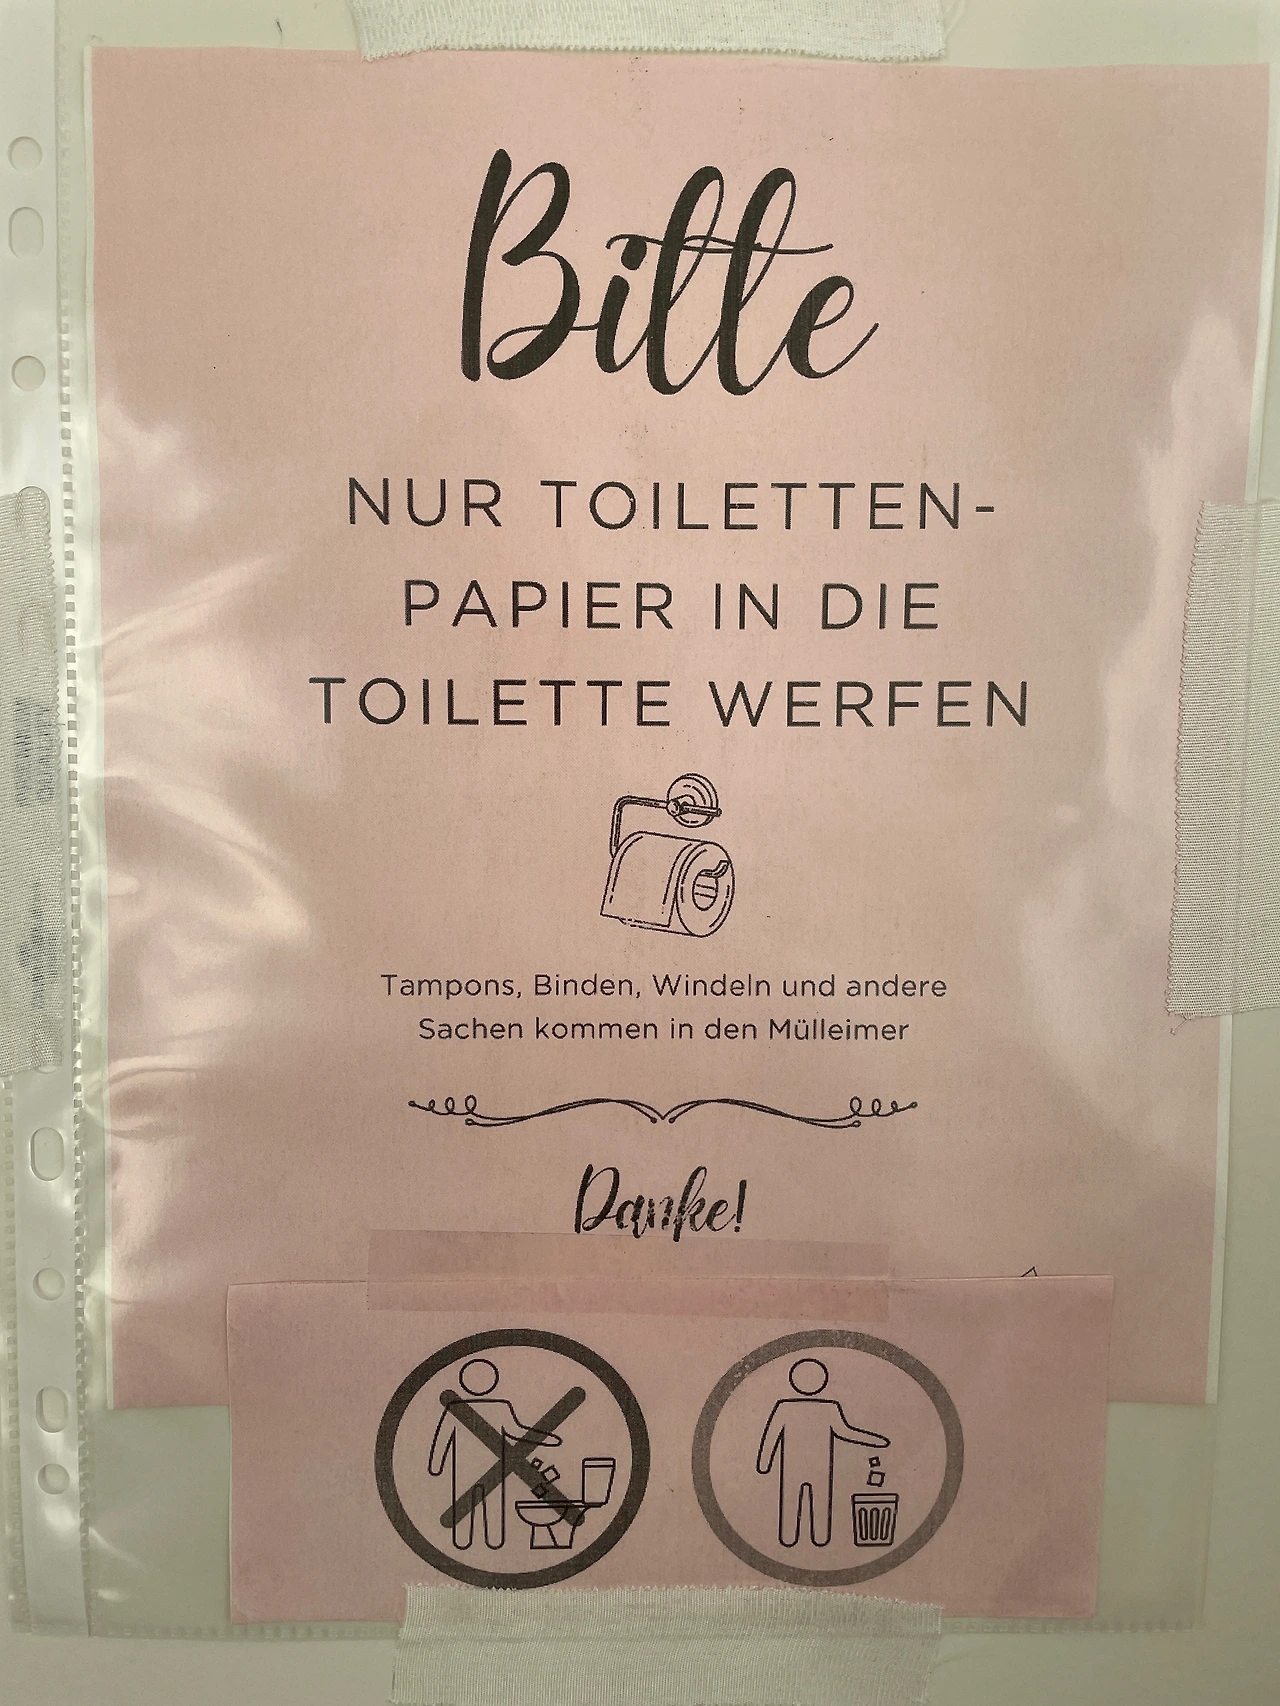 Bitte
NUR TOILETTEN-
PAPIER IN DIE
TOILETTE WERFEN
Tampons, Binden, Windeln und andere
Sachen kommen in den Mülleimer
Danke!